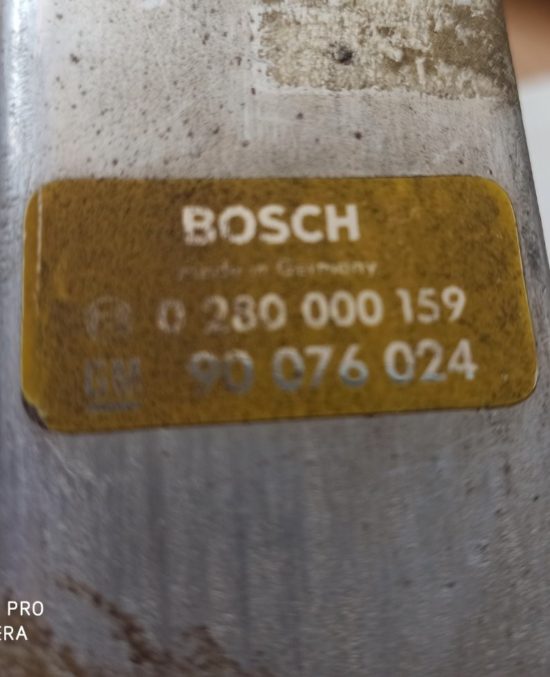 BOSCH
made in Germany
0 280 000 159
GM 90 076 024
PRO
ERA